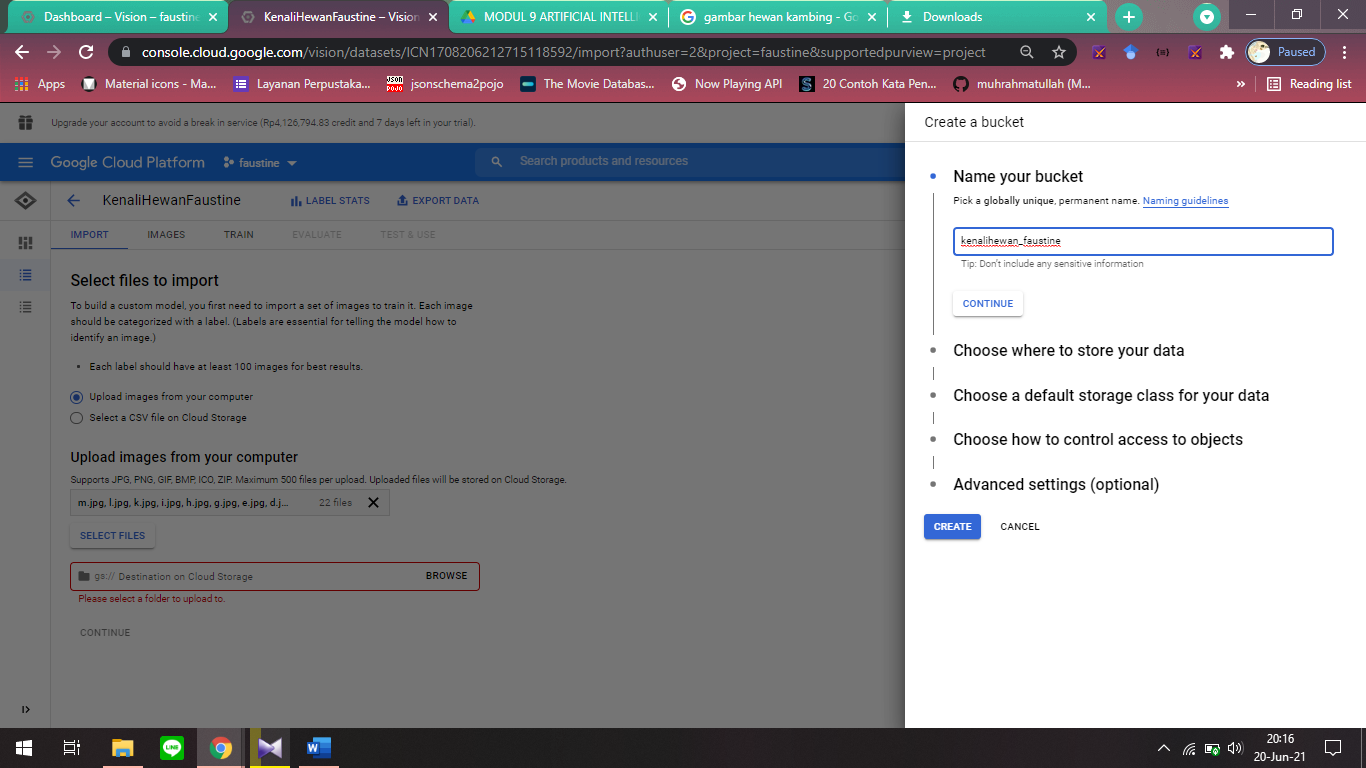 Dashboard – Vision – faustine
KenaliHewanFaustine – Vision
MODUL 9 ARTIFICIAL INTELLI
gambar hewan kambing - Go
Downloads
console.cloud.google.com/vision/datasets/ICN1708206212715118592/import?authuser=2&project=faustine&supportedpurview=project
Paused
Apps
Material icons - Ma...
Layanan Perpustaka...
jsonschema2pojo
The Movie Databas...
Now Playing API
20 Contoh Kata Pen...
muhrahmatullah (M...
»
Reading list
Upgrade your account to avoid a break in service (Rp4,126,794.83 credit and 7 days left in your trial).
Google Cloud Platform
faustine
Search products and resources
KenaliHewanFaustine
LABEL STATS
EXPORT DATA
IMPORT
IMAGES
TRAIN
EVALUATE
TEST & USE
Select files to import
To build a custom model, you first need to import a set of images to train it. Each image
should be categorized with a label. (Labels are essential for telling the model how to
identify an image.)
• Each label should have at least 100 images for best results.
Upload images from your computer
Select a CSV file on Cloud Storage
Upload images from your computer
Supports JPG, PNG, GIF, BMP, ICO, ZIP. Maximum 500 files per upload. Uploaded files will be stored on Cloud Storage.
m.jpg, l.jpg, k.jpg, i.jpg, h.jpg, g.jpg, e.jpg, d.j... 22 files
SELECT FILES
gs:// Destination on Cloud Storage BROWSE
Please select a folder to upload to.
CONTINUE
Create a bucket
Name your bucket
Pick a globally unique, permanent name. Naming guidelines
kenalihewan_faustine
Tip: Don't include any sensitive information
CONTINUE
Choose where to store your data
Choose a default storage class for your data
Choose how to control access to objects
Advanced settings (optional)
CREATE
CANCEL
LINE
20:16
20-Jun-21